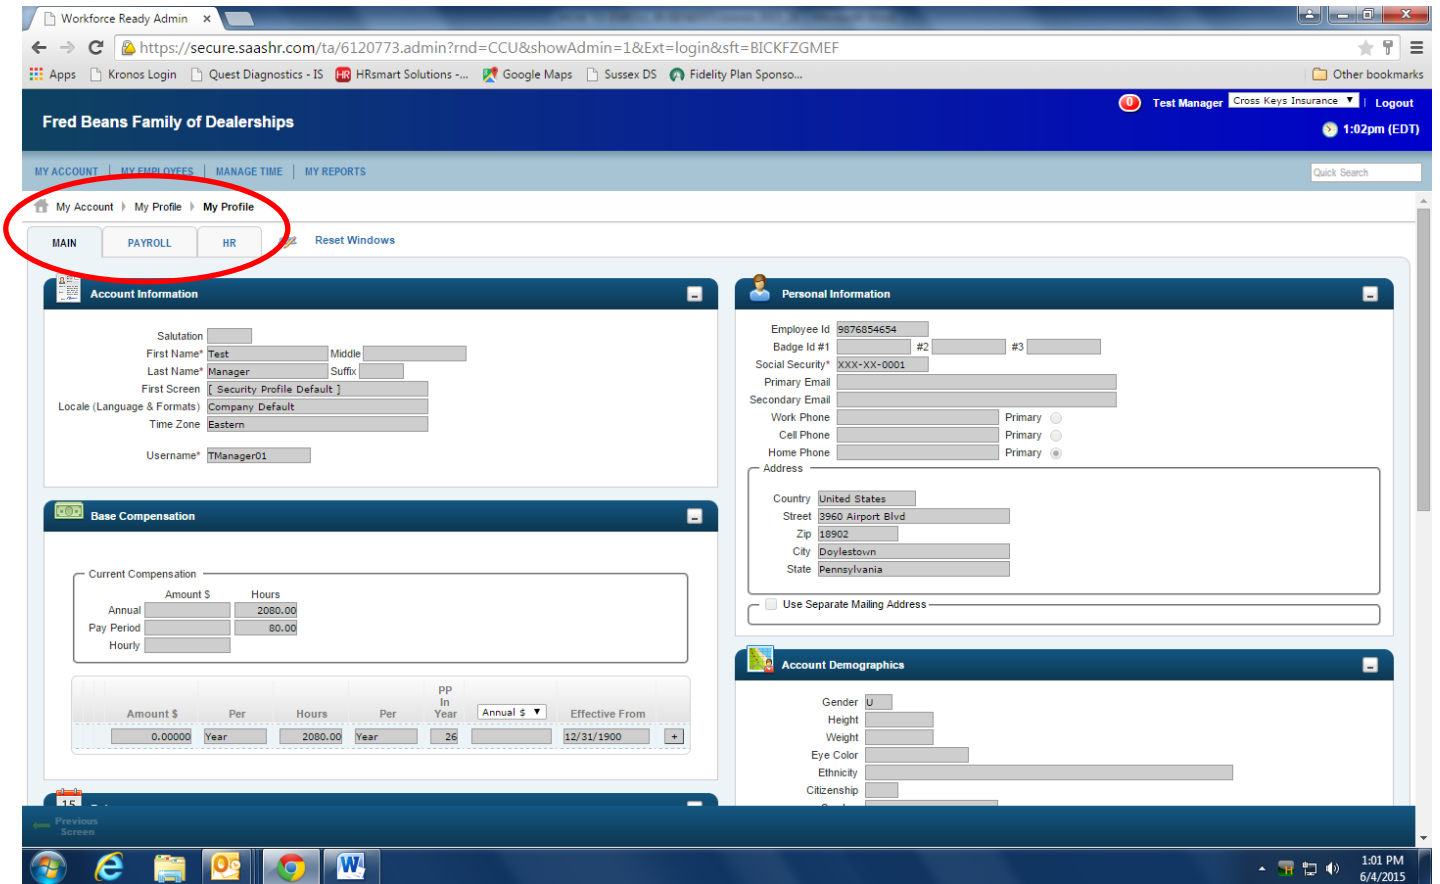 Workforce Ready Admin
https://secure.saashr.com/ta/6120773.admin?rnd=CCU&showAdmin=1&Ext=login&sft=BICKFZGMEF
Apps Kronos Login Quest Diagnostics - IS HR HRsmart Solutions -... Google Maps Sussex DS Fidelity Plan Sponso... Other bookmarks
0 Test Manager Cross Keys Insurance | Logout
Fred Beans Family of Dealerships
1:02pm (EDT)
MY ACCOUNT MY EMPLOYEES MANAGE TIME MY REPORTS Quick Search
My Account My Profile My Profile
MAIN PAYROLL HR Reset Windows
Account Information
Salutation
First Name* Test Middle
Last Name* Manager Suffix
First Screen [ Security Profile Default ]
Locale (Language & Formats) Company Default
Time Zone Eastern
Username* TManager01
Base Compensation
Current Compensation
Amount $ Hours
Annual 2080.00
Pay Period 80.00
Hourly
Amount $ Per Hours Per PP In Year Annual $ Effective From
0.00000 Year 2080.00 Year 26 12/31/1900 +
15
Personal Information
Employee Id 9876854654
Badge Id #1 #2 #3
Social Security* XXX-XX-0001
Primary Email
Secondary Email
Work Phone Primary
Cell Phone Primary
Home Phone Primary
Address
Country United States
Street 3960 Airport Blvd
Zip 18902
City Doylestown
State Pennsylvania
Use Separate Mailing Address
Account Demographics
Gender U
Height
Weight
Eye Color
Ethnicity
Citizenship
Previous
Screen
1:01 PM
6/4/2015